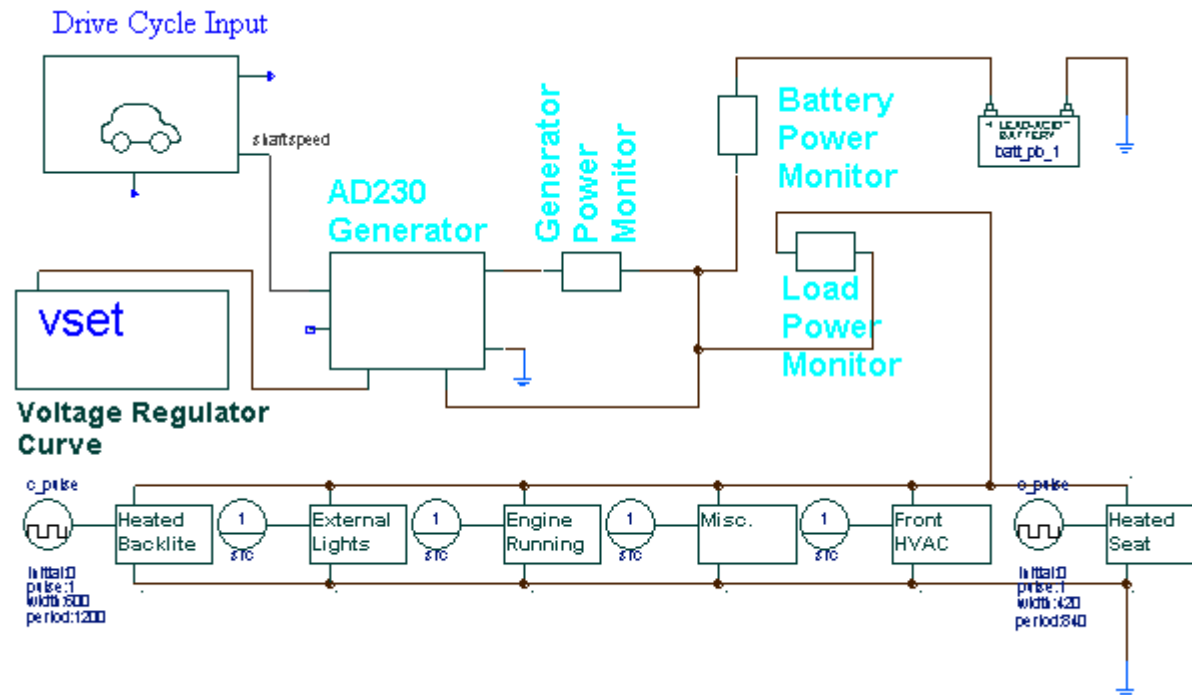 Drive Cycle Input
shaftspeed
AD230
Generator
Generator
Power
Monitor
Battery
Power
Monitor
LEAD-ACID
BATTERY
batt_pb_1
Load
Power
Monitor
vset
Voltage Regulator
Curve
c_pulse
Heated
Backlite
initial:0
pulse:1
width:600
period:1200
1
STC
External
Lights
1
STC
Engine
Running
1
STC
Misc.
1
STC
Front
HVAC
c_pulse
initial:0
pulse:1
width:420
period:840
Heated
Seat